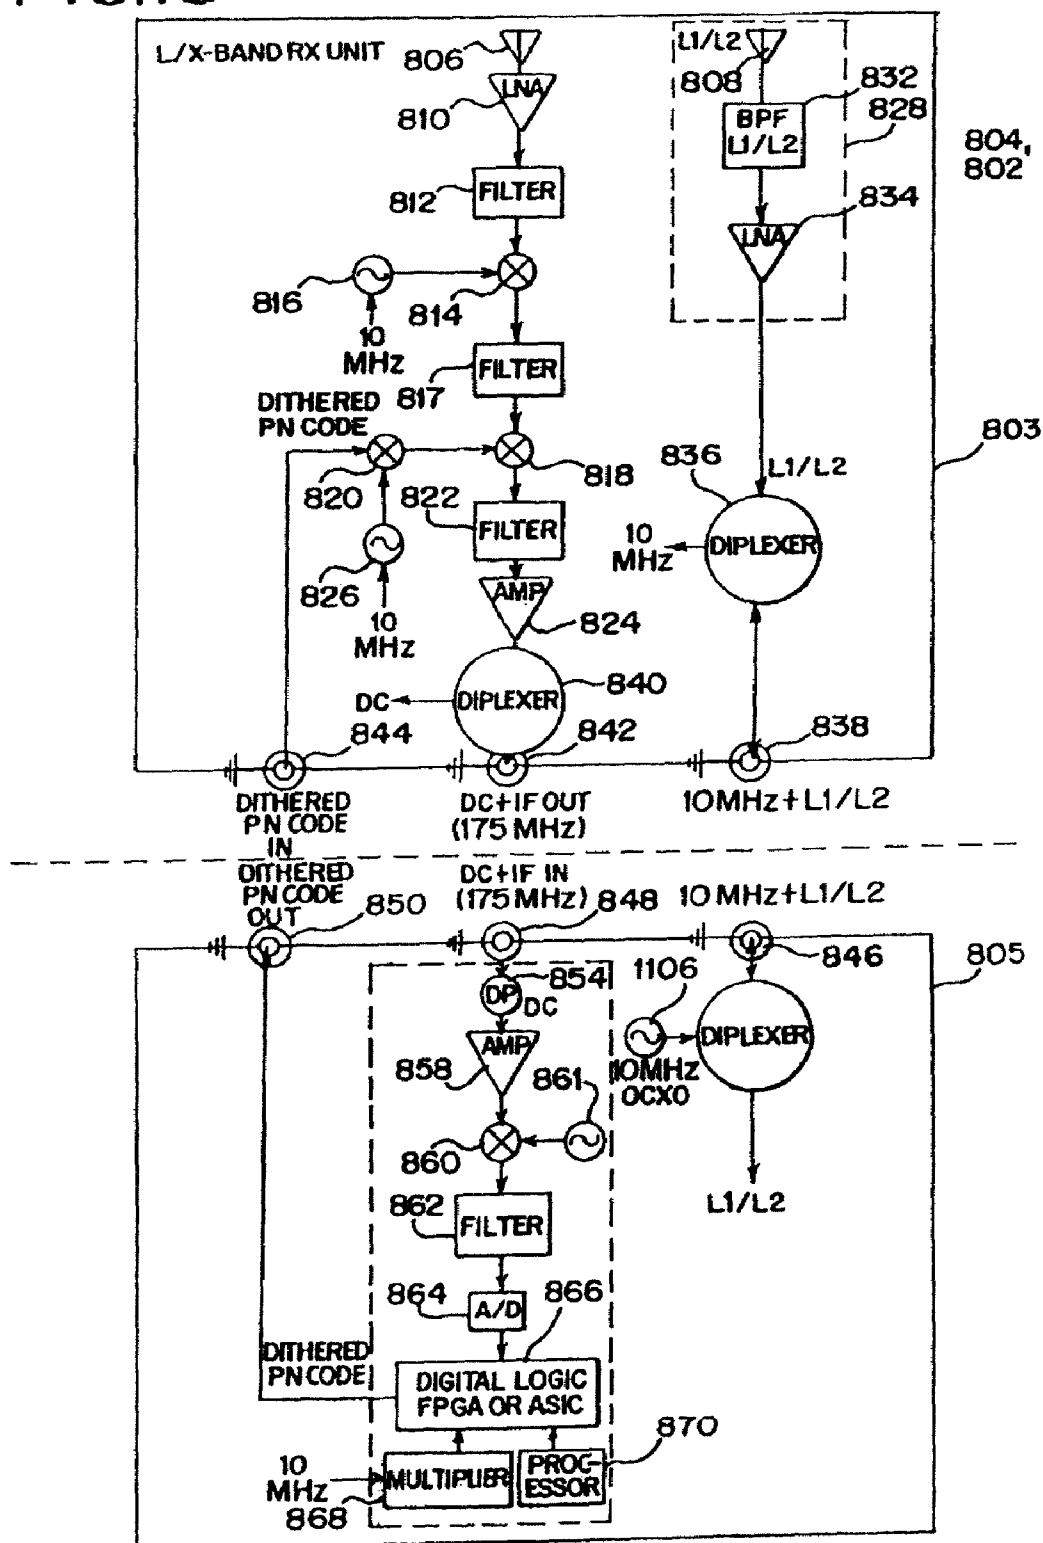 L/X-BAND RX UNIT
806
LNA
810
FILTER
812
816
814
10
MHz
FILTER
817
DITHERED
PN CODE
820
818
822
FILTER
826
10
MHz
AMP
824
DIPLEXER
840
DC
844
842
838
L1/L2
808
832
828
BPF
L1/L2
834
LNA
804,
802
803
836
L1/L2
10
MHz
DIPLEXER
DITHERED
PN CODE
IN
DC+IF OUT
(175 MHz)
10MHz+L1/L2
DITHERED
PN CODE
OUT
DC+IF IN
(175 MHz)
10 MHz+L1/L2
850
848
846
805
854
DP
DC
1106
DIPLEXER
10MHz
OCXO
AMP
858
861
860
L1/L2
862
FILTER
864
A/D
866
DITHERED
PN CODE
DIGITAL LOGIC
FPGA OR ASIC
870
10
MHz
MULTIPLIER
PROC-
ESSOR
868